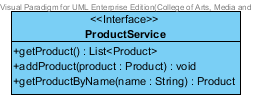 Visual Paradigm for UML Enterprise Edition(College of Arts, Media and
<<Interface>>
ProductService
+getProduct() : List<Product>
+addProduct(product : Product) : void
+getProductByName(name : String) : Product